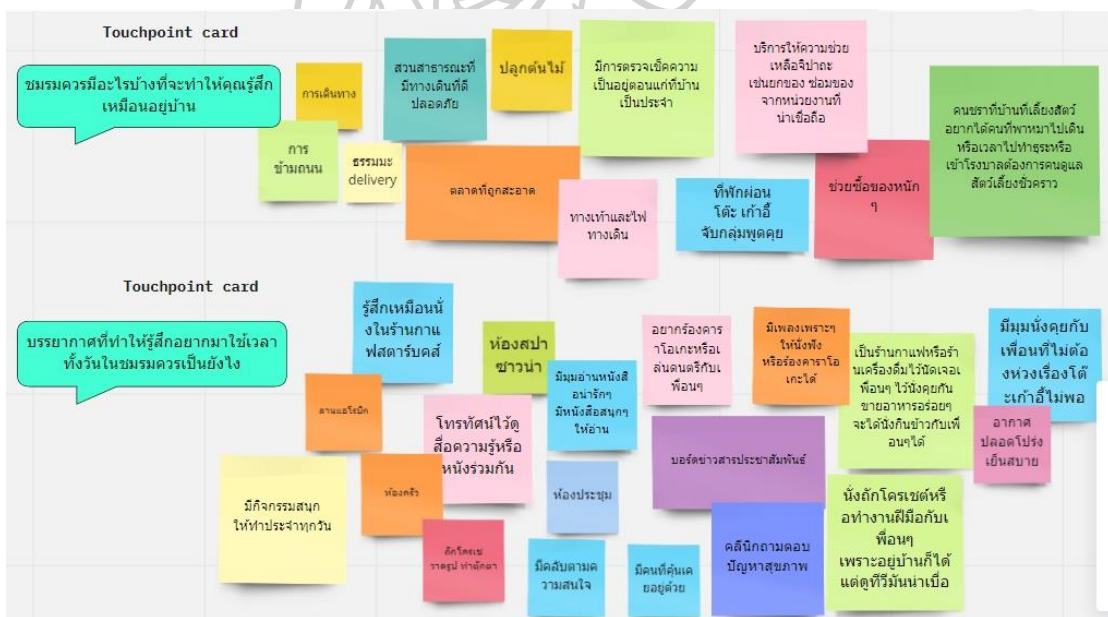 Touchpoint card
ชมรมควรมีอะไรบ้างที่จะทำให้คุณรู้สึก
เหมือนอยู่บ้าน
การเดินทาง
สวนสาธารณะที่
มีทางเดินที่ดี
ปลอดภัย
ปลูกต้นไม้
มีการตรวจเช็คความ
เป็นอยู่ตอนแก่ที่บ้าน
เป็นประจำ
บริการให้ความช่วย
เหลือจิปาถะ
เช่นยกของ ซ่อมของ
จากหน่วยงานที่
น่าเชื่อถือ
คนชราที่บ้านที่เลี้ยงสัตว์
อยากได้คนที่พาหมาไปเดิน
หรือเวลาไปทำธุระหรือ
เข้าโรงบาลต้องการคนดูแล
สัตว์เลี้ยงชั่วคราว
การ
ข้ามถนน
ธรรมมะ
delivery
ตลาดที่ถูกสะอาด
ทางเท้าและไฟ
ทางเดิน
ที่พักผ่อน
โต๊ะ เก้าอี้
จับกลุ่มพูดคุย
ช่วยซื้อของหนัก
ๆ
Touchpoint card
บรรยากาศที่ทำให้รู้สึกอยากมาใช้เวลา
ทั้งวันในชมรมควรเป็นยังไง
รู้สึกเหมือนนั่
งในร้านกาแ
ฟสตาร์บคส์
ห้องสปา
ซาวน่า
มีมุมอ่านหนังสื
อน่ารักๆ
มีหนังสือสนุกๆ
ให้อ่าน
อยากร้องคาร
าโอเกะหรือเ
ล่นดนตรีกับเ
พื่อนๆ
มีเพลงเพราะๆ
ให้นั่งฟัง
หรือร้องคาราโอ
เกะได้
เป็นร้านกาแฟหรือร้า
นเครื่องดื่มไว้นัดเจอเ
พื่อนๆ ไว้นั่งคุยกัน
ขายอาหารอร่อยๆ
จะได้นั่งกินข้าวกับเพื่
อนๆได้
มีมุมนั่งคุยกับ
เพื่อนที่ไม่ต้อ
งห่วงเรื่องโต๊
ะเก้าอี้ไม่พอ
ลานแอโรบิก
โทรทัศน์ไว้ดู
สื่อความรู้หรือ
หนังร่วมกัน
บอร์ดข่าวสารประชาสัมพันธ์
อากาศ
ปลอดโปร่ง
เย็นสบาย
มีกิจกรรมสนุก
ให้ทำประจำทุกวัน
ห้องครัว
ห้องประชุม
นั่งถักโครเชต์หรื
อทำงานฝีมือกับเ
พื่อนๆ
เพราะอยู่บ้านก็ได้
แต่ดูทีวีมันน่าเบื่อ
ถักโครเช
วาดรูป ทำตุ๊กตา
มีคลับตามค
วามสนใจ
มีคนที่คุ้นเค
ยอยู่ด้วย
คลีนิกถามตอบ
ปัญหาสุขภาพ